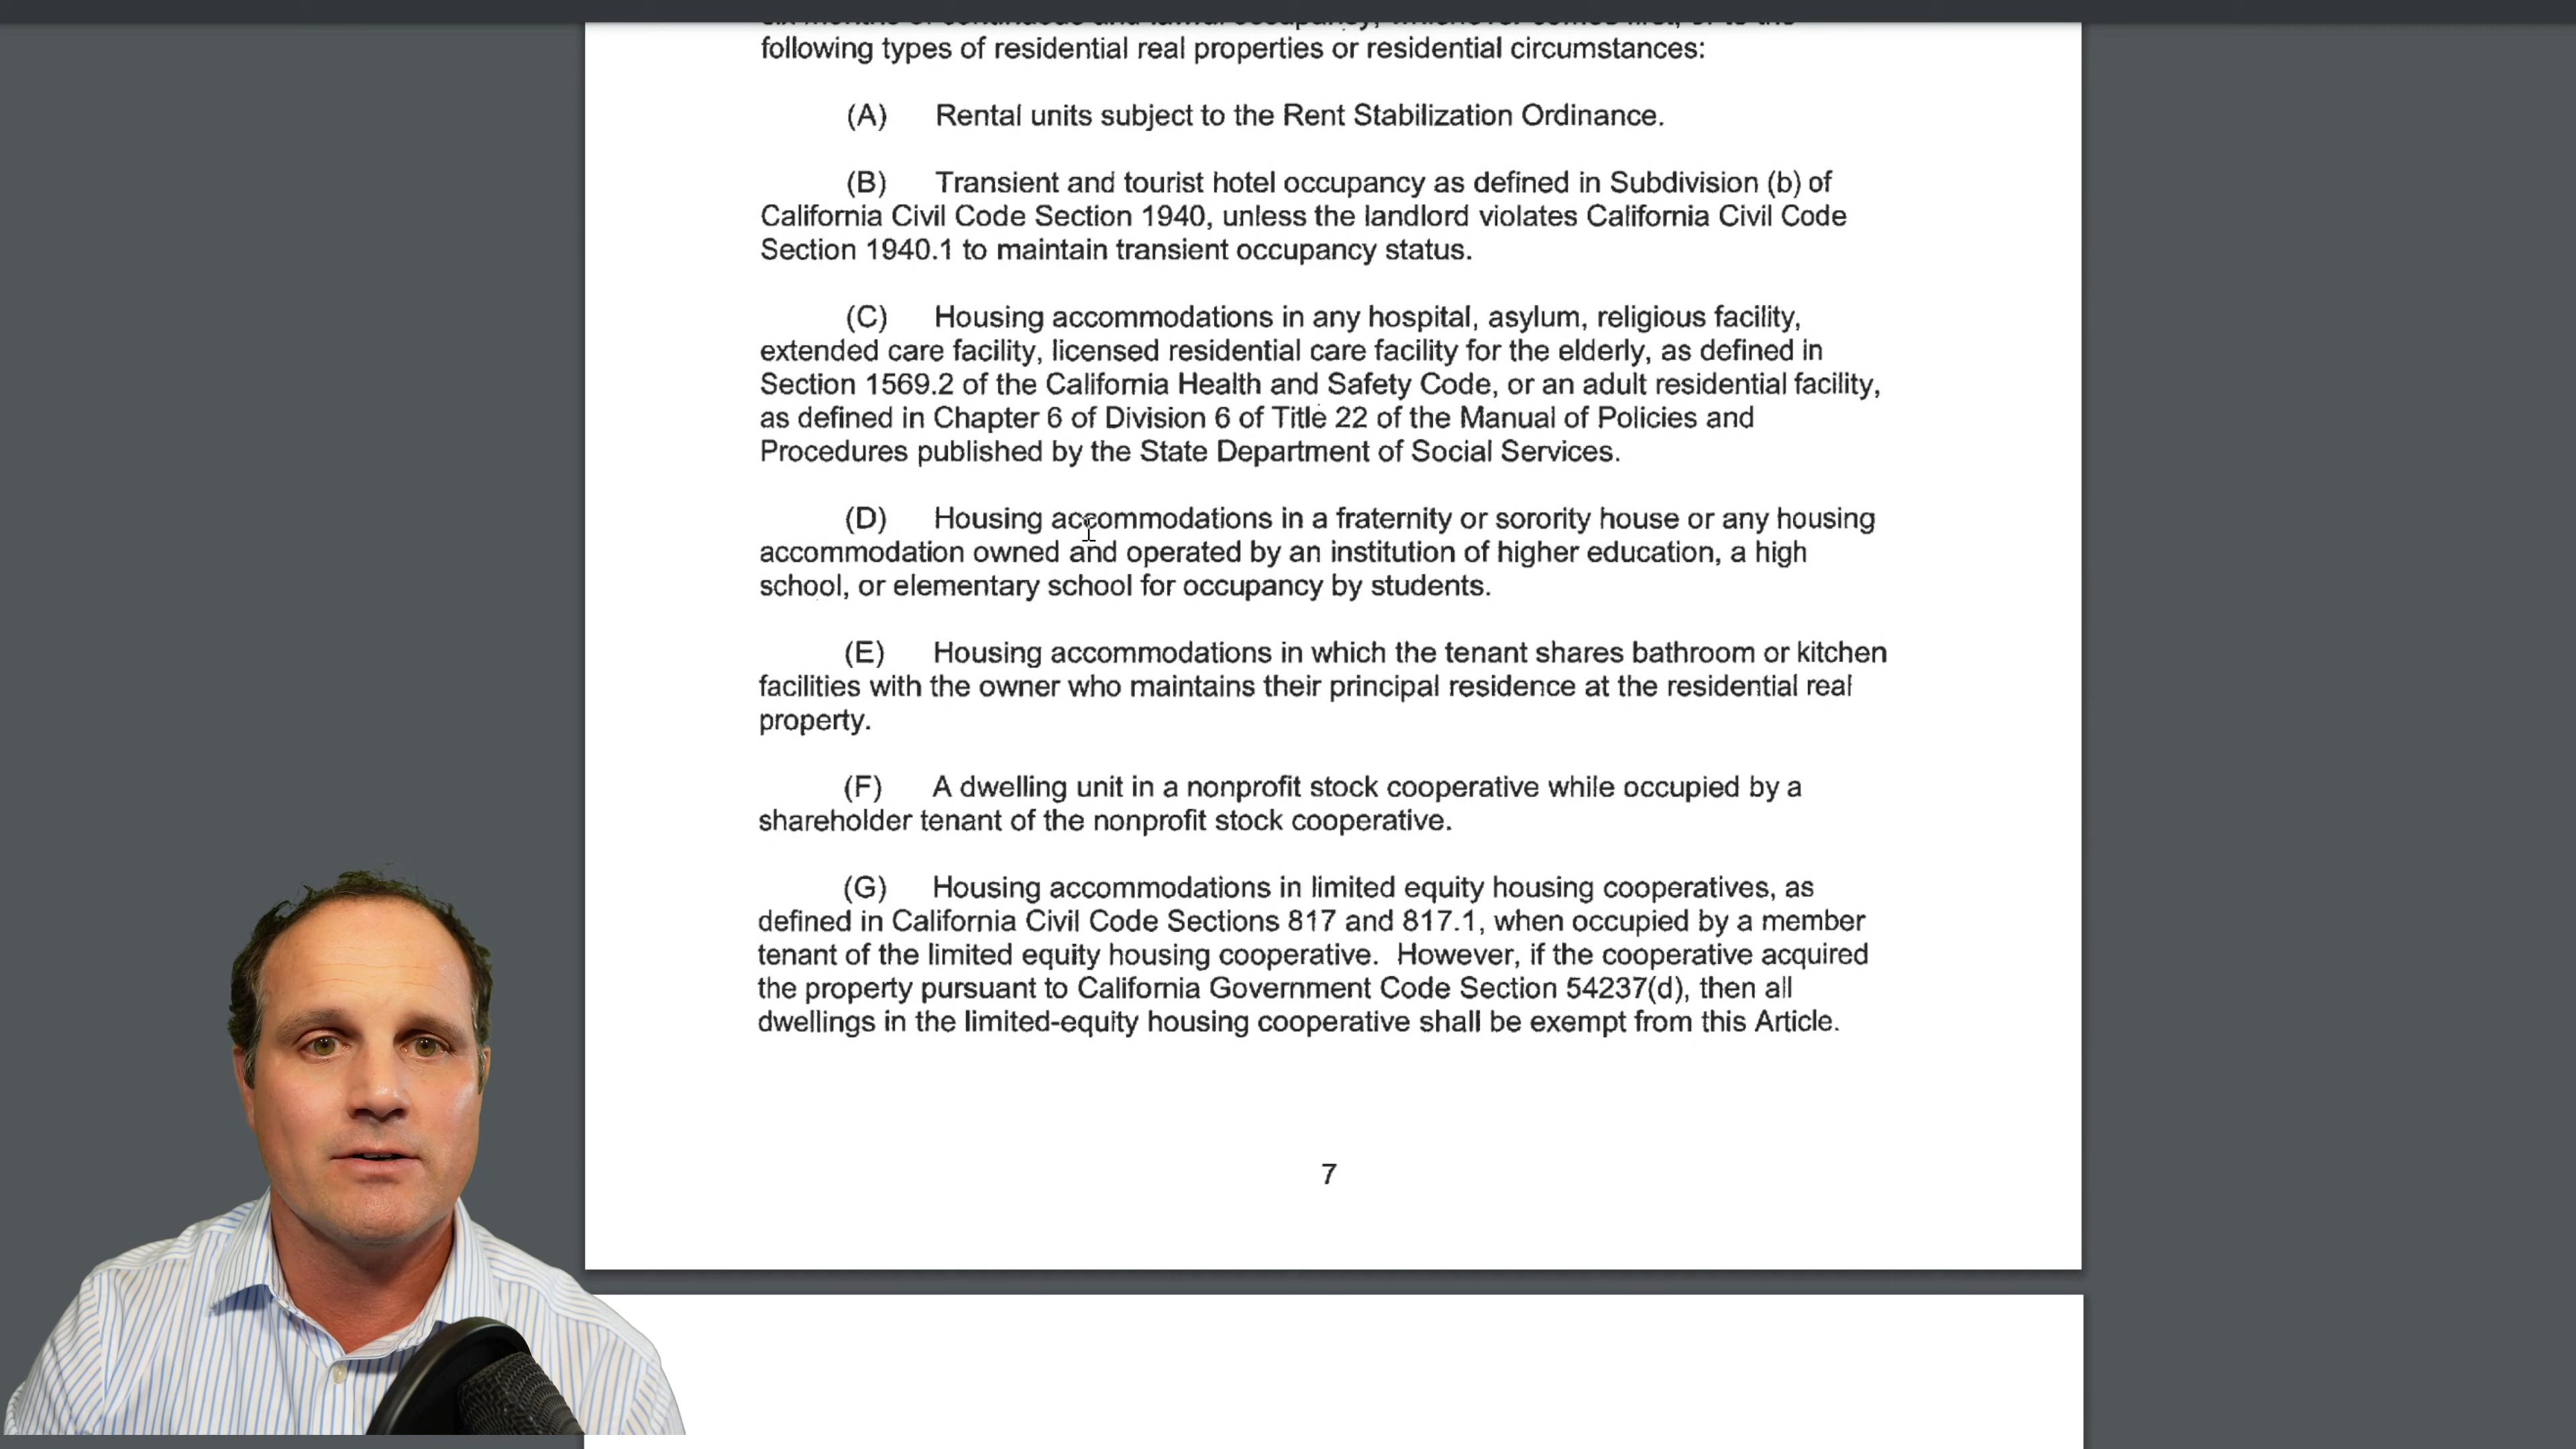 following types of residential real properties or residential circumstances:
(A) Rental units subject to the Rent Stabilization Ordinance.
(B) Transient and tourist hotel occupancy as defined in Subdivision (b) of
California Civil Code Section 1940, unless the landlord violates California Civil Code
Section 1940.1 to maintain transient occupancy status.
(C) Housing accommodations in any hospital, asylum, religious facility,
extended care facility, licensed residential care facility for the elderly, as defined in
Section 1569.2 of the California Health and Safety Code, or an adult residential facility,
as defined in Chapter 6 of Division 6 of Title 22 of the Manual of Policies and
Procedures published by the State Department of Social Services.
(D) Housing accommodations in a fraternity or sorority house or any housing
accommodation owned and operated by an institution of higher education, a high
school, or elementary school for occupancy by students.
(E) Housing accommodations in which the tenant shares bathroom or kitchen
facilities with the owner who maintains their principal residence at the residential real
property.
(F) A dwelling unit in a nonprofit stock cooperative while occupied by a
shareholder tenant of the nonprofit stock cooperative.
(G) Housing accommodations in limited equity housing cooperatives, as
defined in California Civil Code Sections 817 and 817.1, when occupied by a member
tenant of the limited equity housing cooperative. However, if the cooperative acquired
the property pursuant to California Government Code Section 54237(d), then all
dwellings in the limited-equity housing cooperative shall be exempt from this Article.
7